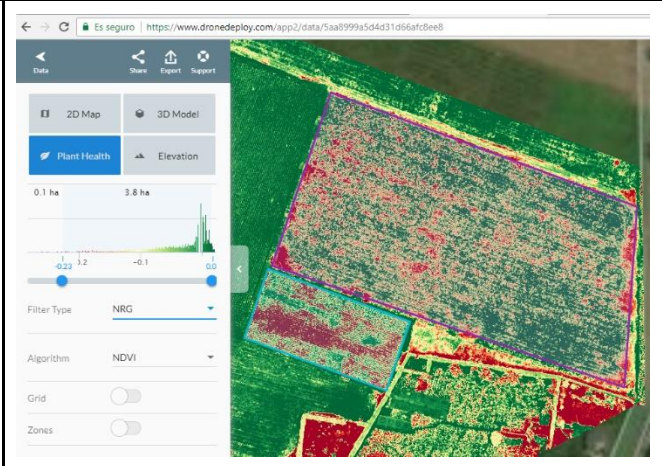 Es seguro | https://www.dronedeploy.com/app2/data/5aa8999a5d4d31d66afc8ee8
Data Share Export Support
2D Map 3D Model
Plant Health Elevation
0.1 ha 3.8 ha
-0.23 -0.1 0.0
Filter Type NRG
Algorithm NDVI
Grid
Zones